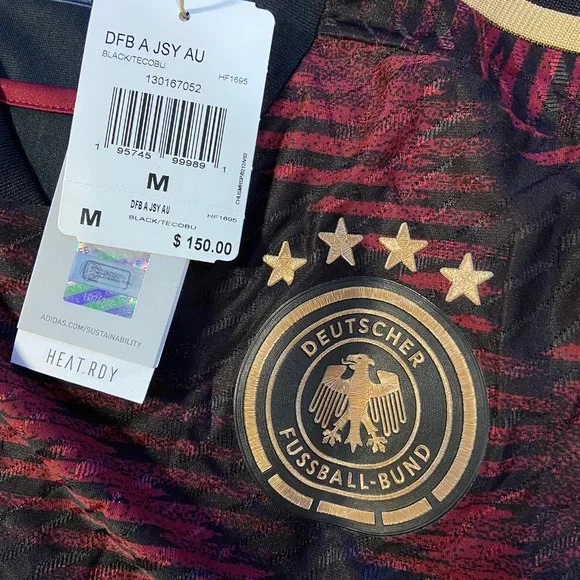 DFB A JSY AU
BLACK/TECOBU
HF1695
130167052
1 95745 99989 1
M
DFB A JSY AU
M
BLACK/TECOBU
HF1695
$ 150.00
ADIDAS.COM/SUSTAINABILITY
HEAT.RDY
DEUTSCHER
FUSSBALL-BUND